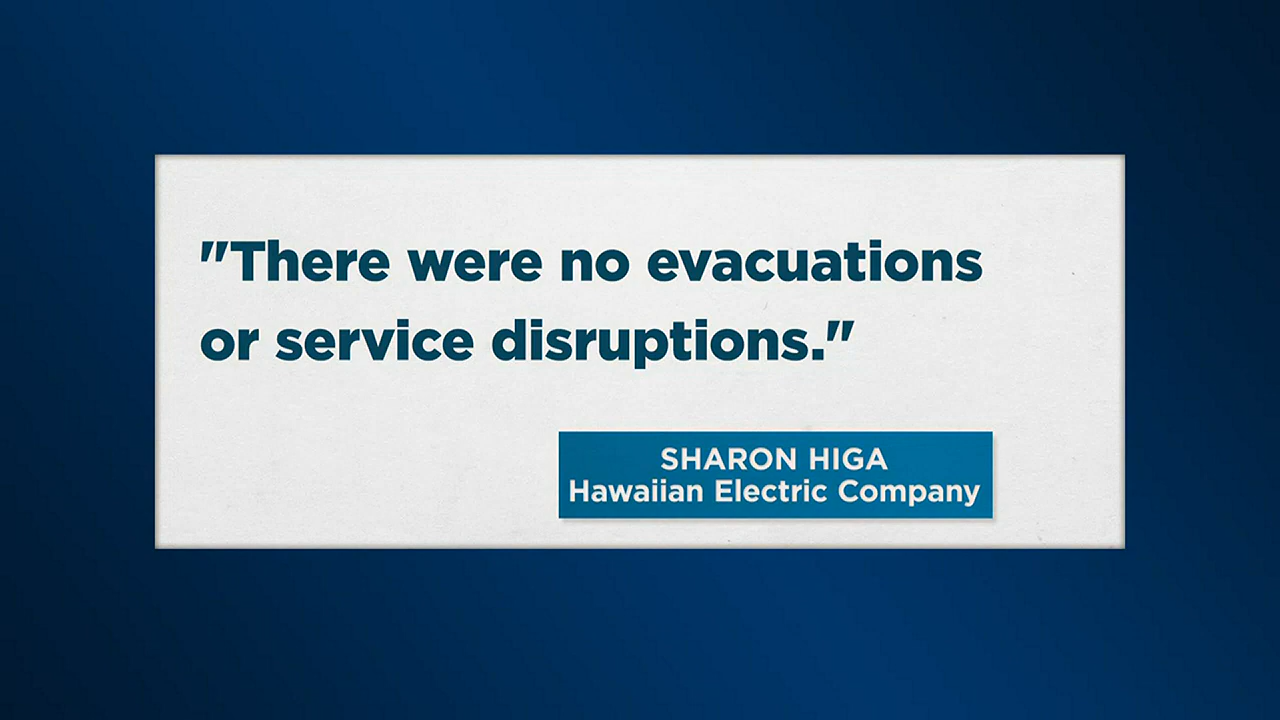 "There were no evacuations
or service disruptions."
SHARON HIGA
Hawaiian Electric Company